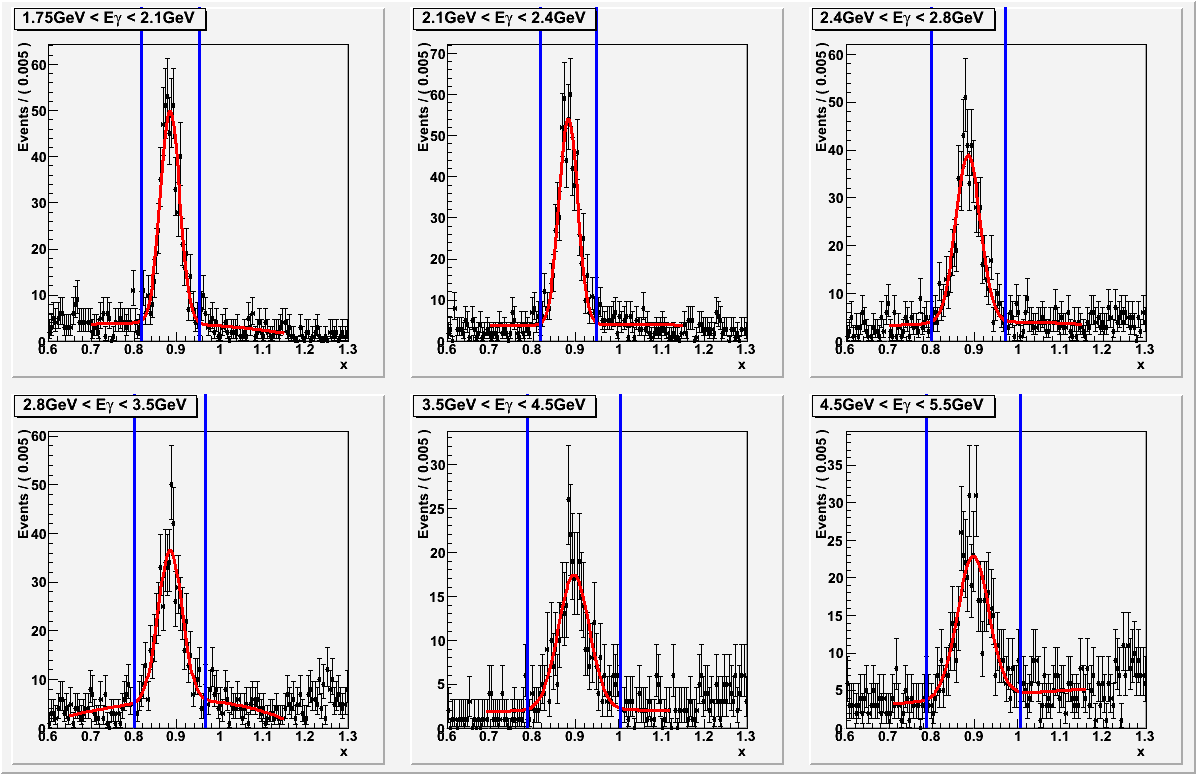 1.75GeV < Eγ < 2.1GeV
Events / ( 0.005 )
60
50
40
30
20
10
0
0.6 0.7 0.8 0.9 1 1.1 1.2 1.3
x
2.1GeV < Eγ < 2.4GeV
Events / ( 0.005 )
70
60
50
40
30
20
10
0
0.6 0.7 0.8 0.9 1 1.1 1.2 1.3
x
2.4GeV < Eγ < 2.8GeV
Events / ( 0.005 )
60
50
40
30
20
10
0
0.6 0.7 0.8 0.9 1 1.1 1.2 1.3
x
2.8GeV < Eγ < 3.5GeV
Events / ( 0.005 )
60
50
40
30
20
10
0
0.6 0.7 0.8 0.9 1 1.1 1.2 1.3
x
3.5GeV < Eγ < 4.5GeV
Events / ( 0.005 )
30
25
20
15
10
5
0
0.6 0.7 0.8 0.9 1 1.1 1.2 1.3
x
4.5GeV < Eγ < 5.5GeV
Events / ( 0.005 )
35
30
25
20
15
10
5
0
0.6 0.7 0.8 0.9 1 1.1 1.2 1.3
x